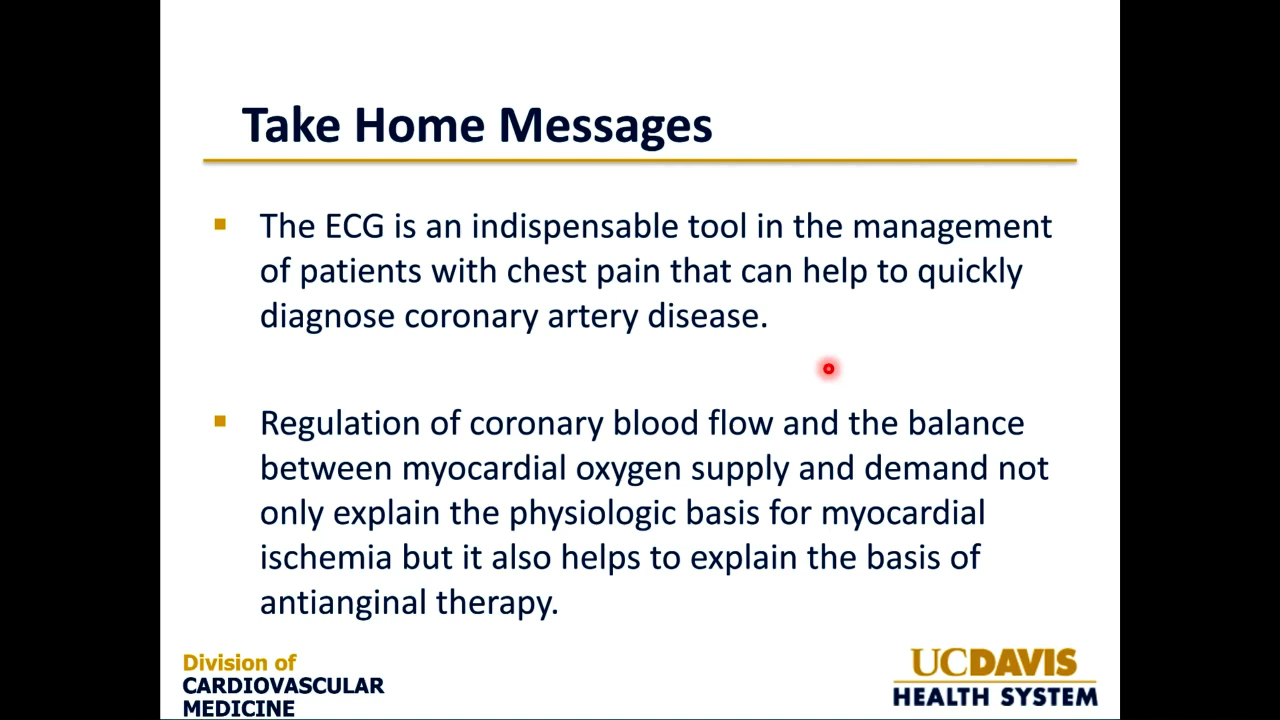 Take Home Messages
The ECG is an indispensable tool in the management
of patients with chest pain that can help to quickly
diagnose coronary artery disease.
Regulation of coronary blood flow and the balance
between myocardial oxygen supply and demand not
only explain the physiologic basis for myocardial
ischemia but it also helps to explain the basis of
antianginal therapy.
Division of
CARDIOVASCULAR
MEDICINE
UCDAVIS
HEALTH SYSTEM